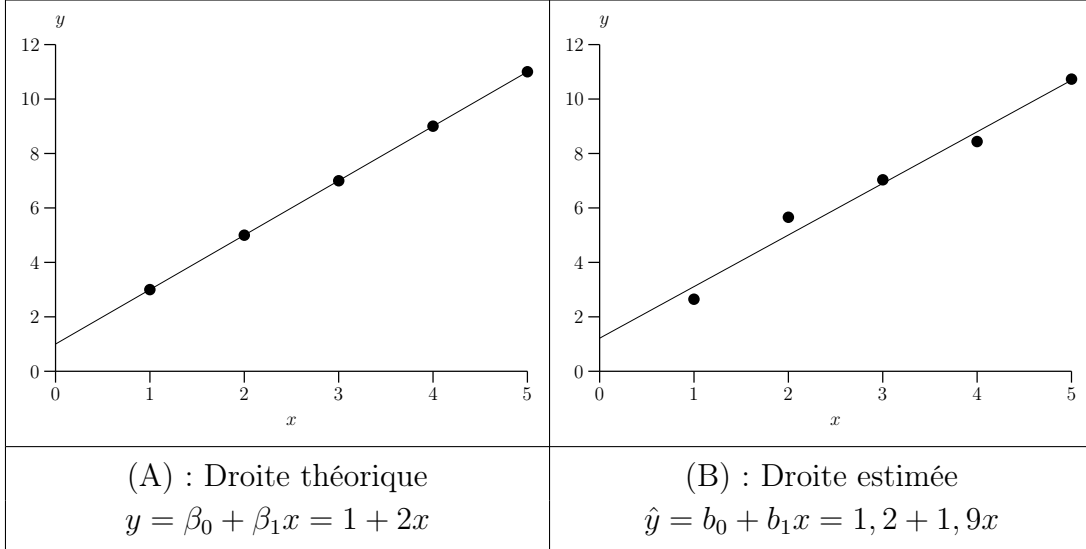 y
12
10
8
6
4
2
0
0 1 2 3 4 5
x
y
12
10
8
6
4
2
0
0 1 2 3 4 5
x
(A) : Droite théorique
y = β₀ + β₁x = 1 + 2x
(B) : Droite estimée
ŷ = b₀ + b₁x = 1, 2 + 1, 9x